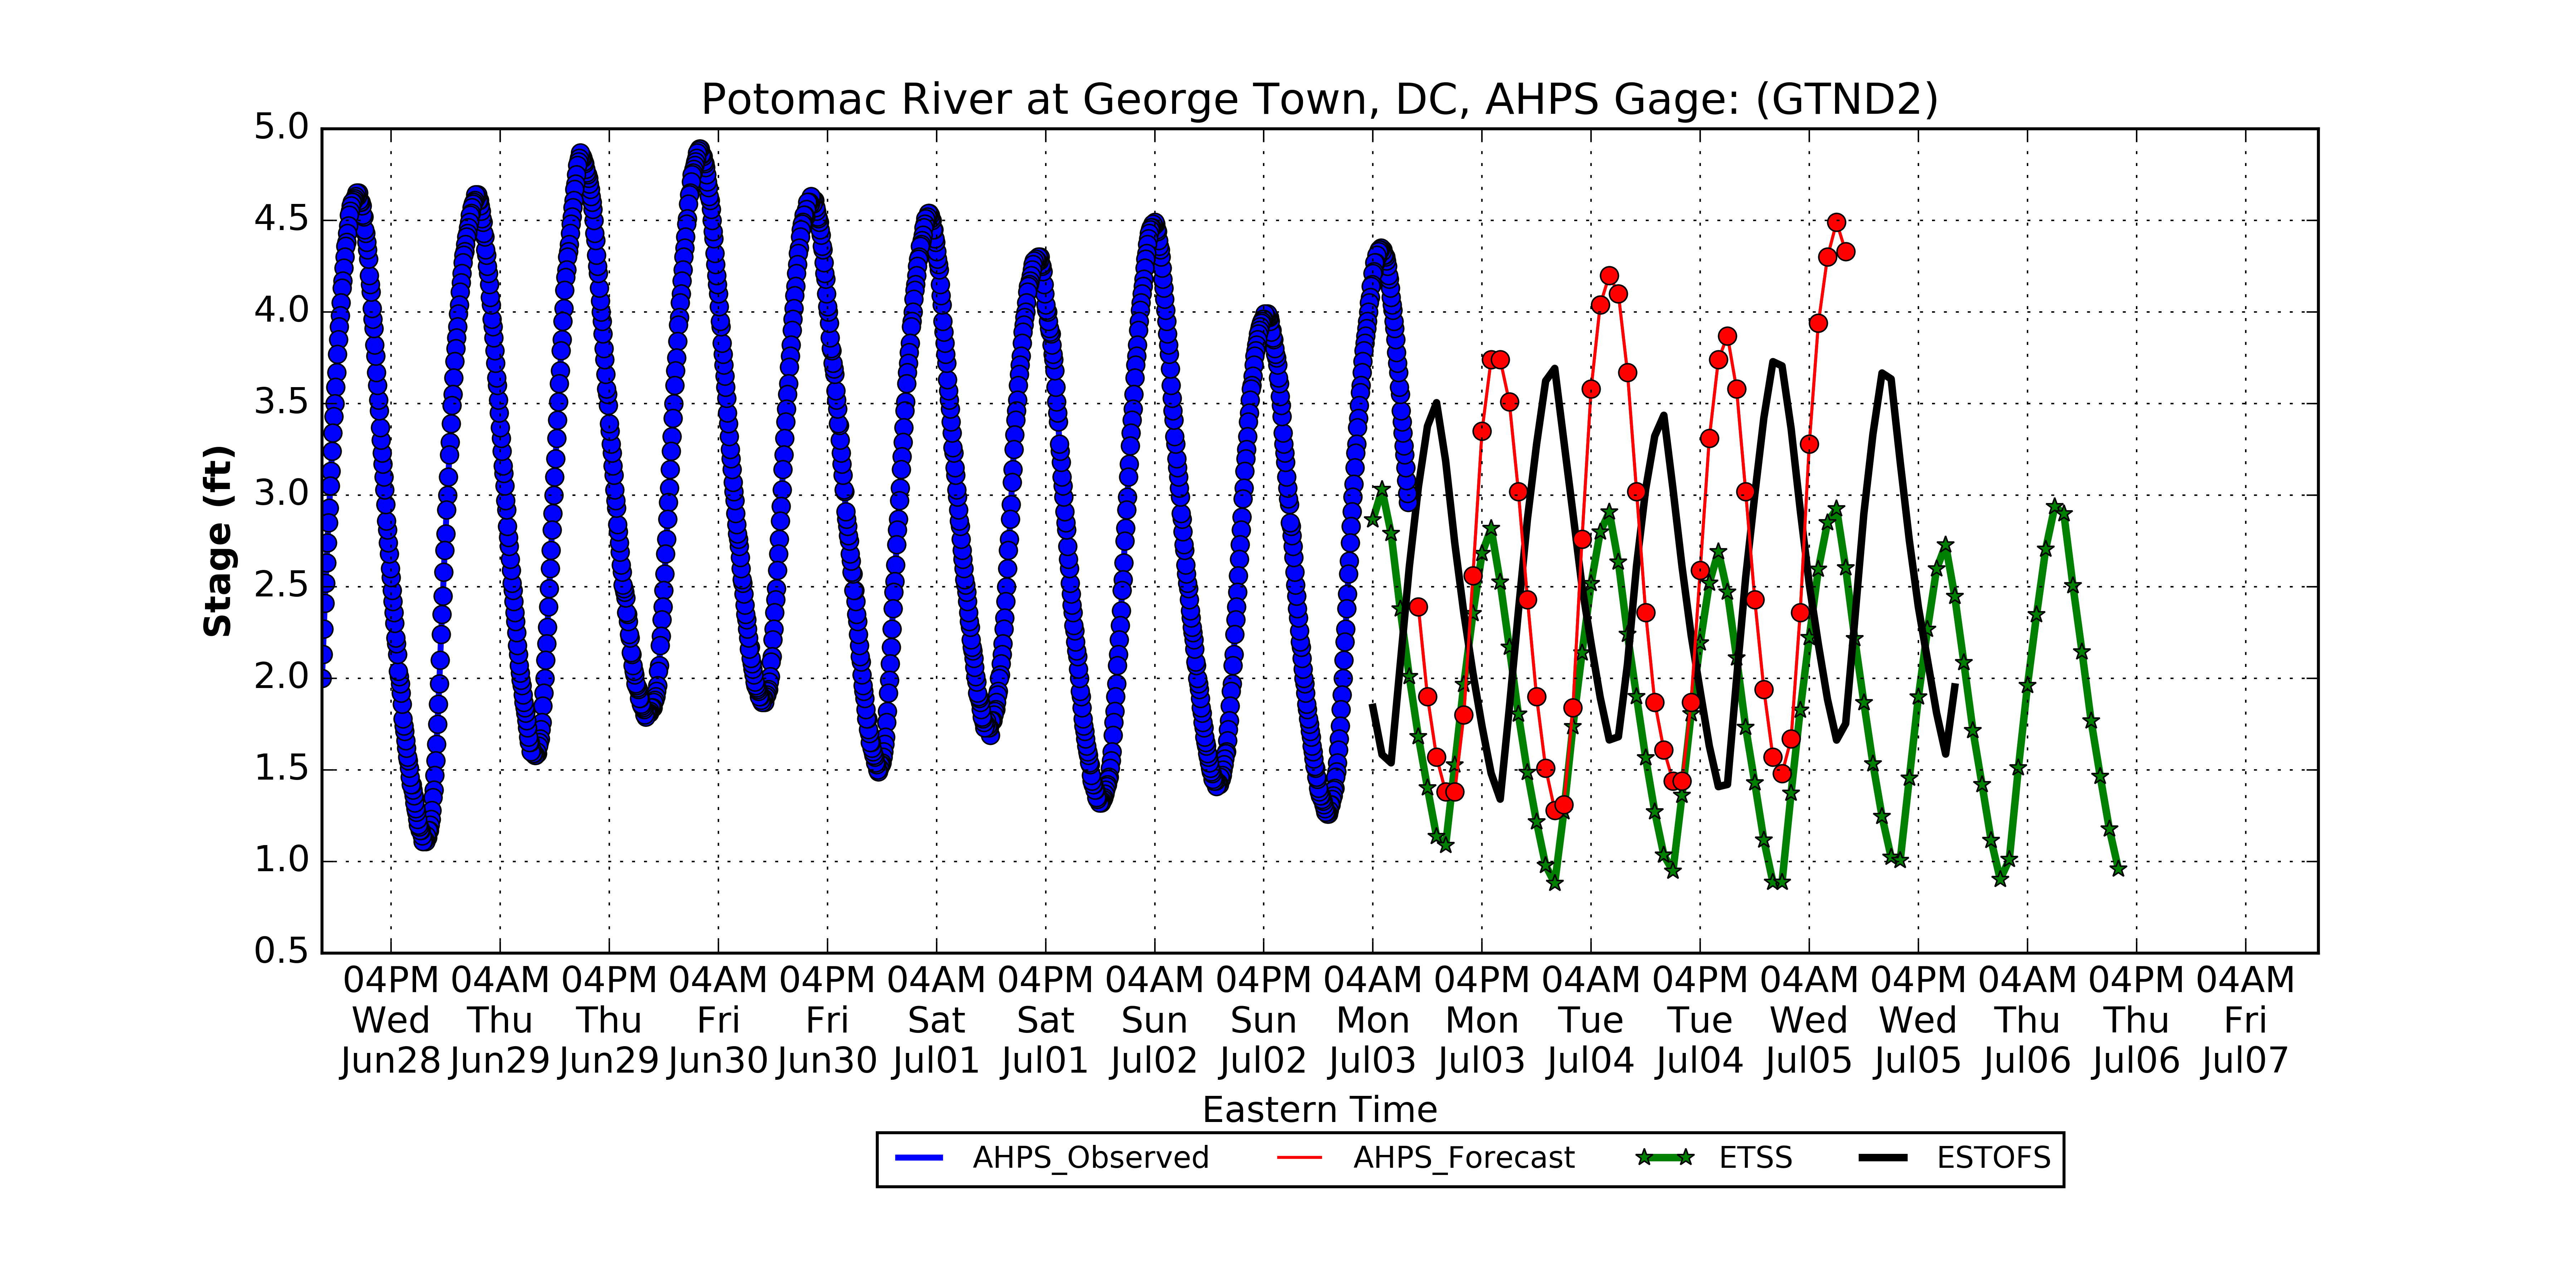 Potomac River at George Town, DC, AHPS Gage: (GTND2)
5.0
4.5
4.0
3.5
3.0
2.5
2.0
1.5
1.0
0.5
Stage (ft)
04PM 04AM 04PM 04AM 04PM 04AM 04PM 04AM 04PM 04AM 04PM 04AM 04PM 04AM 04PM 04AM 04PM 04AM
Wed Thu Thu Fri Fri Sat Sat Sun Sun Mon Mon Tue Tue Wed Wed Thu Thu Fri
Jun28 Jun29 Jun29 Jun30 Jun30 Jul01 Jul01 Jul02 Jul02 Jul03 Jul03 Jul04 Jul04 Jul05 Jul05 Jul06 Jul06 Jul07
Eastern Time
AHPS_Observed AHPS_Forecast ETSS ESTOFS